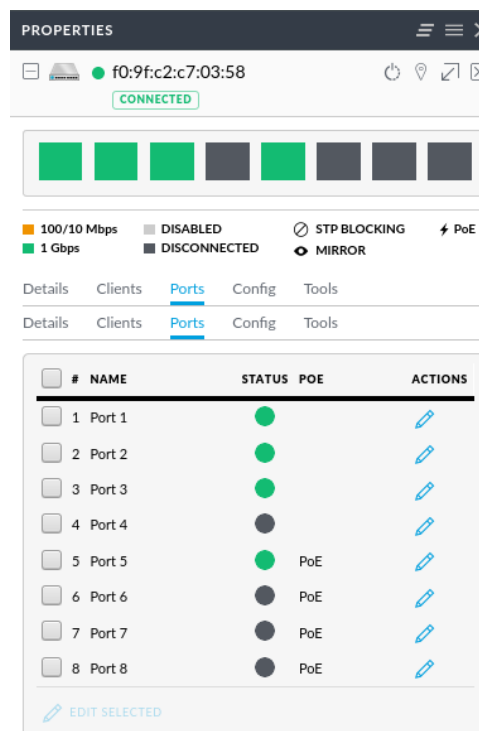 PROPERTIES
f0:9f:c2:c7:03:58
CONNECTED
100/10 Mbps DISABLED STP BLOCKING PoE
1 Gbps DISCONNECTED MIRROR
Details Clients Ports Config Tools
Details Clients Ports Config Tools
# NAME STATUS POE ACTIONS
1 Port 1
2 Port 2
3 Port 3
4 Port 4
5 Port 5 PoE
6 Port 6 PoE
7 Port 7 PoE
8 Port 8 PoE
EDIT SELECTED